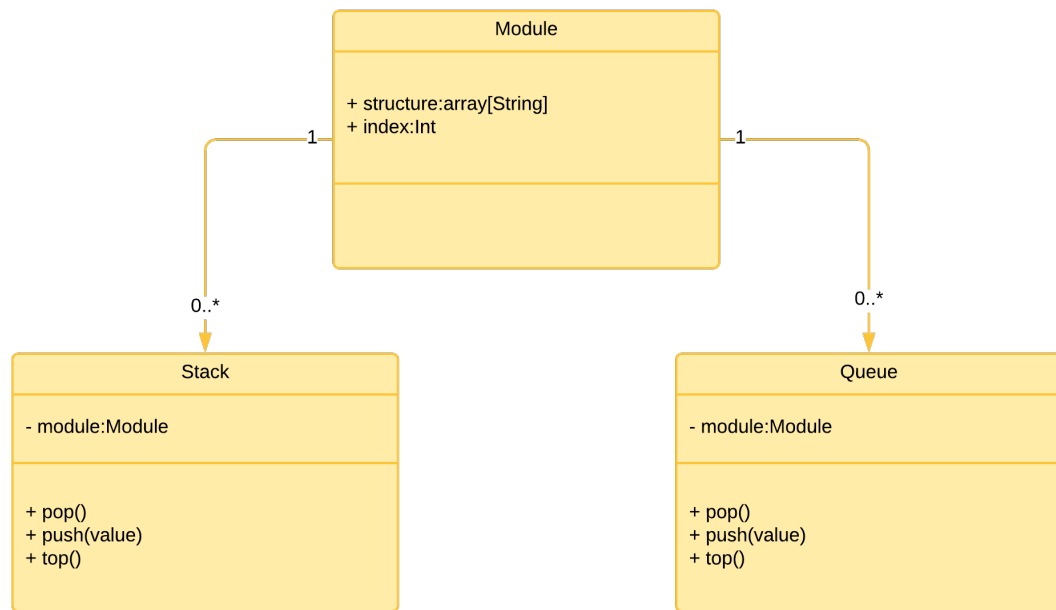 Module
+ structure:array[String]
+ index:Int
1
1
0..*
0..*
Stack
- module:Module
+ pop()
+ push(value)
+ top()
Queue
- module:Module
+ pop()
+ push(value)
+ top()